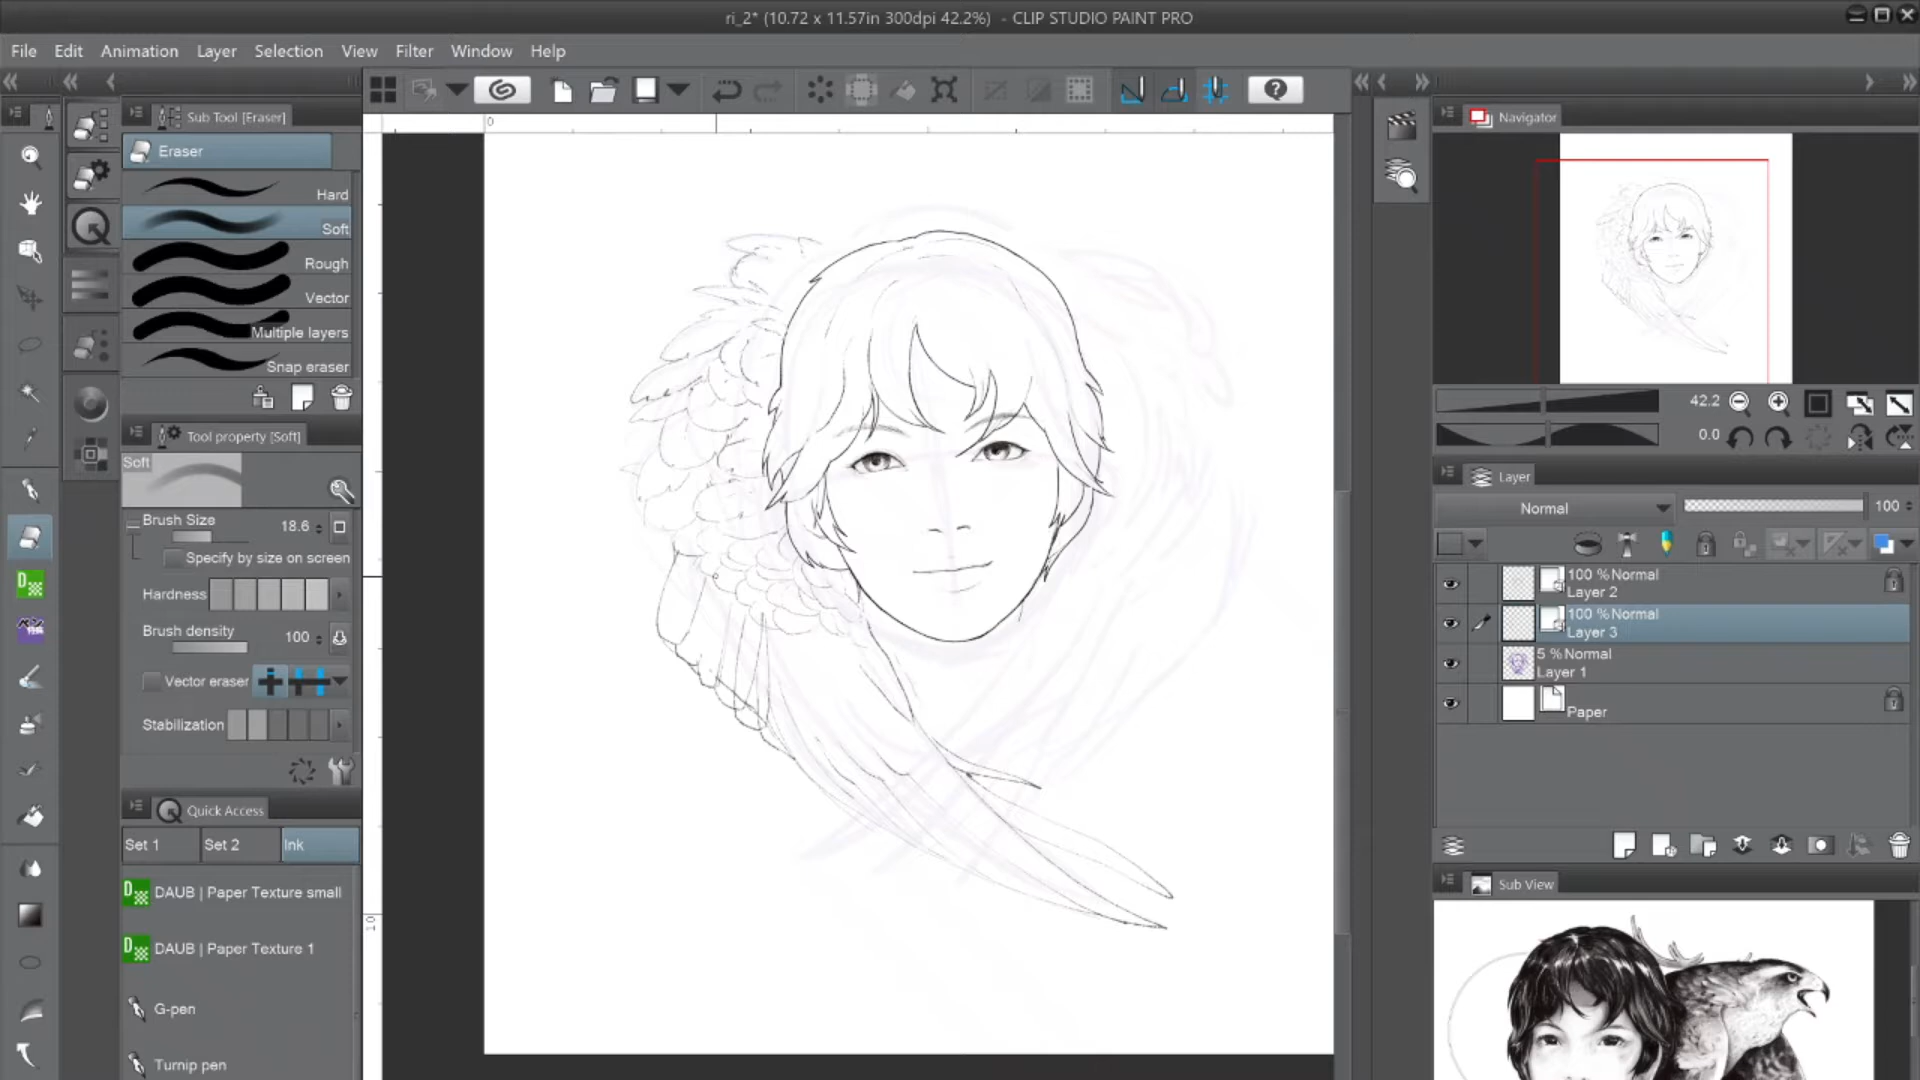 ri_2* (10.72 x 11.57in 300dpi 42.2%) - CLIP STUDIO PAINT PRO
File Edit Animation Layer Selection View Filter Window Help
Sub Tool [Eraser]
Eraser
Hard
Soft
Rough
Vector
Multiple layers
Snap eraser
Tool property [Soft]
Soft
Brush Size 18.6
Specify by size on screen
Hardness
Brush density 100
Vector eraser
Stabilization
Quick Access
Set 1 Set 2 Ink
DAUB | Paper Texture small
DAUB | Paper Texture 1
G-pen
Turnip pen
0
10
Navigator
42.2
0.0
Layer
Normal 100
100 %Normal
Layer 2
100 %Normal
Layer 3
5 %Normal
Layer 1
Paper
Sub View